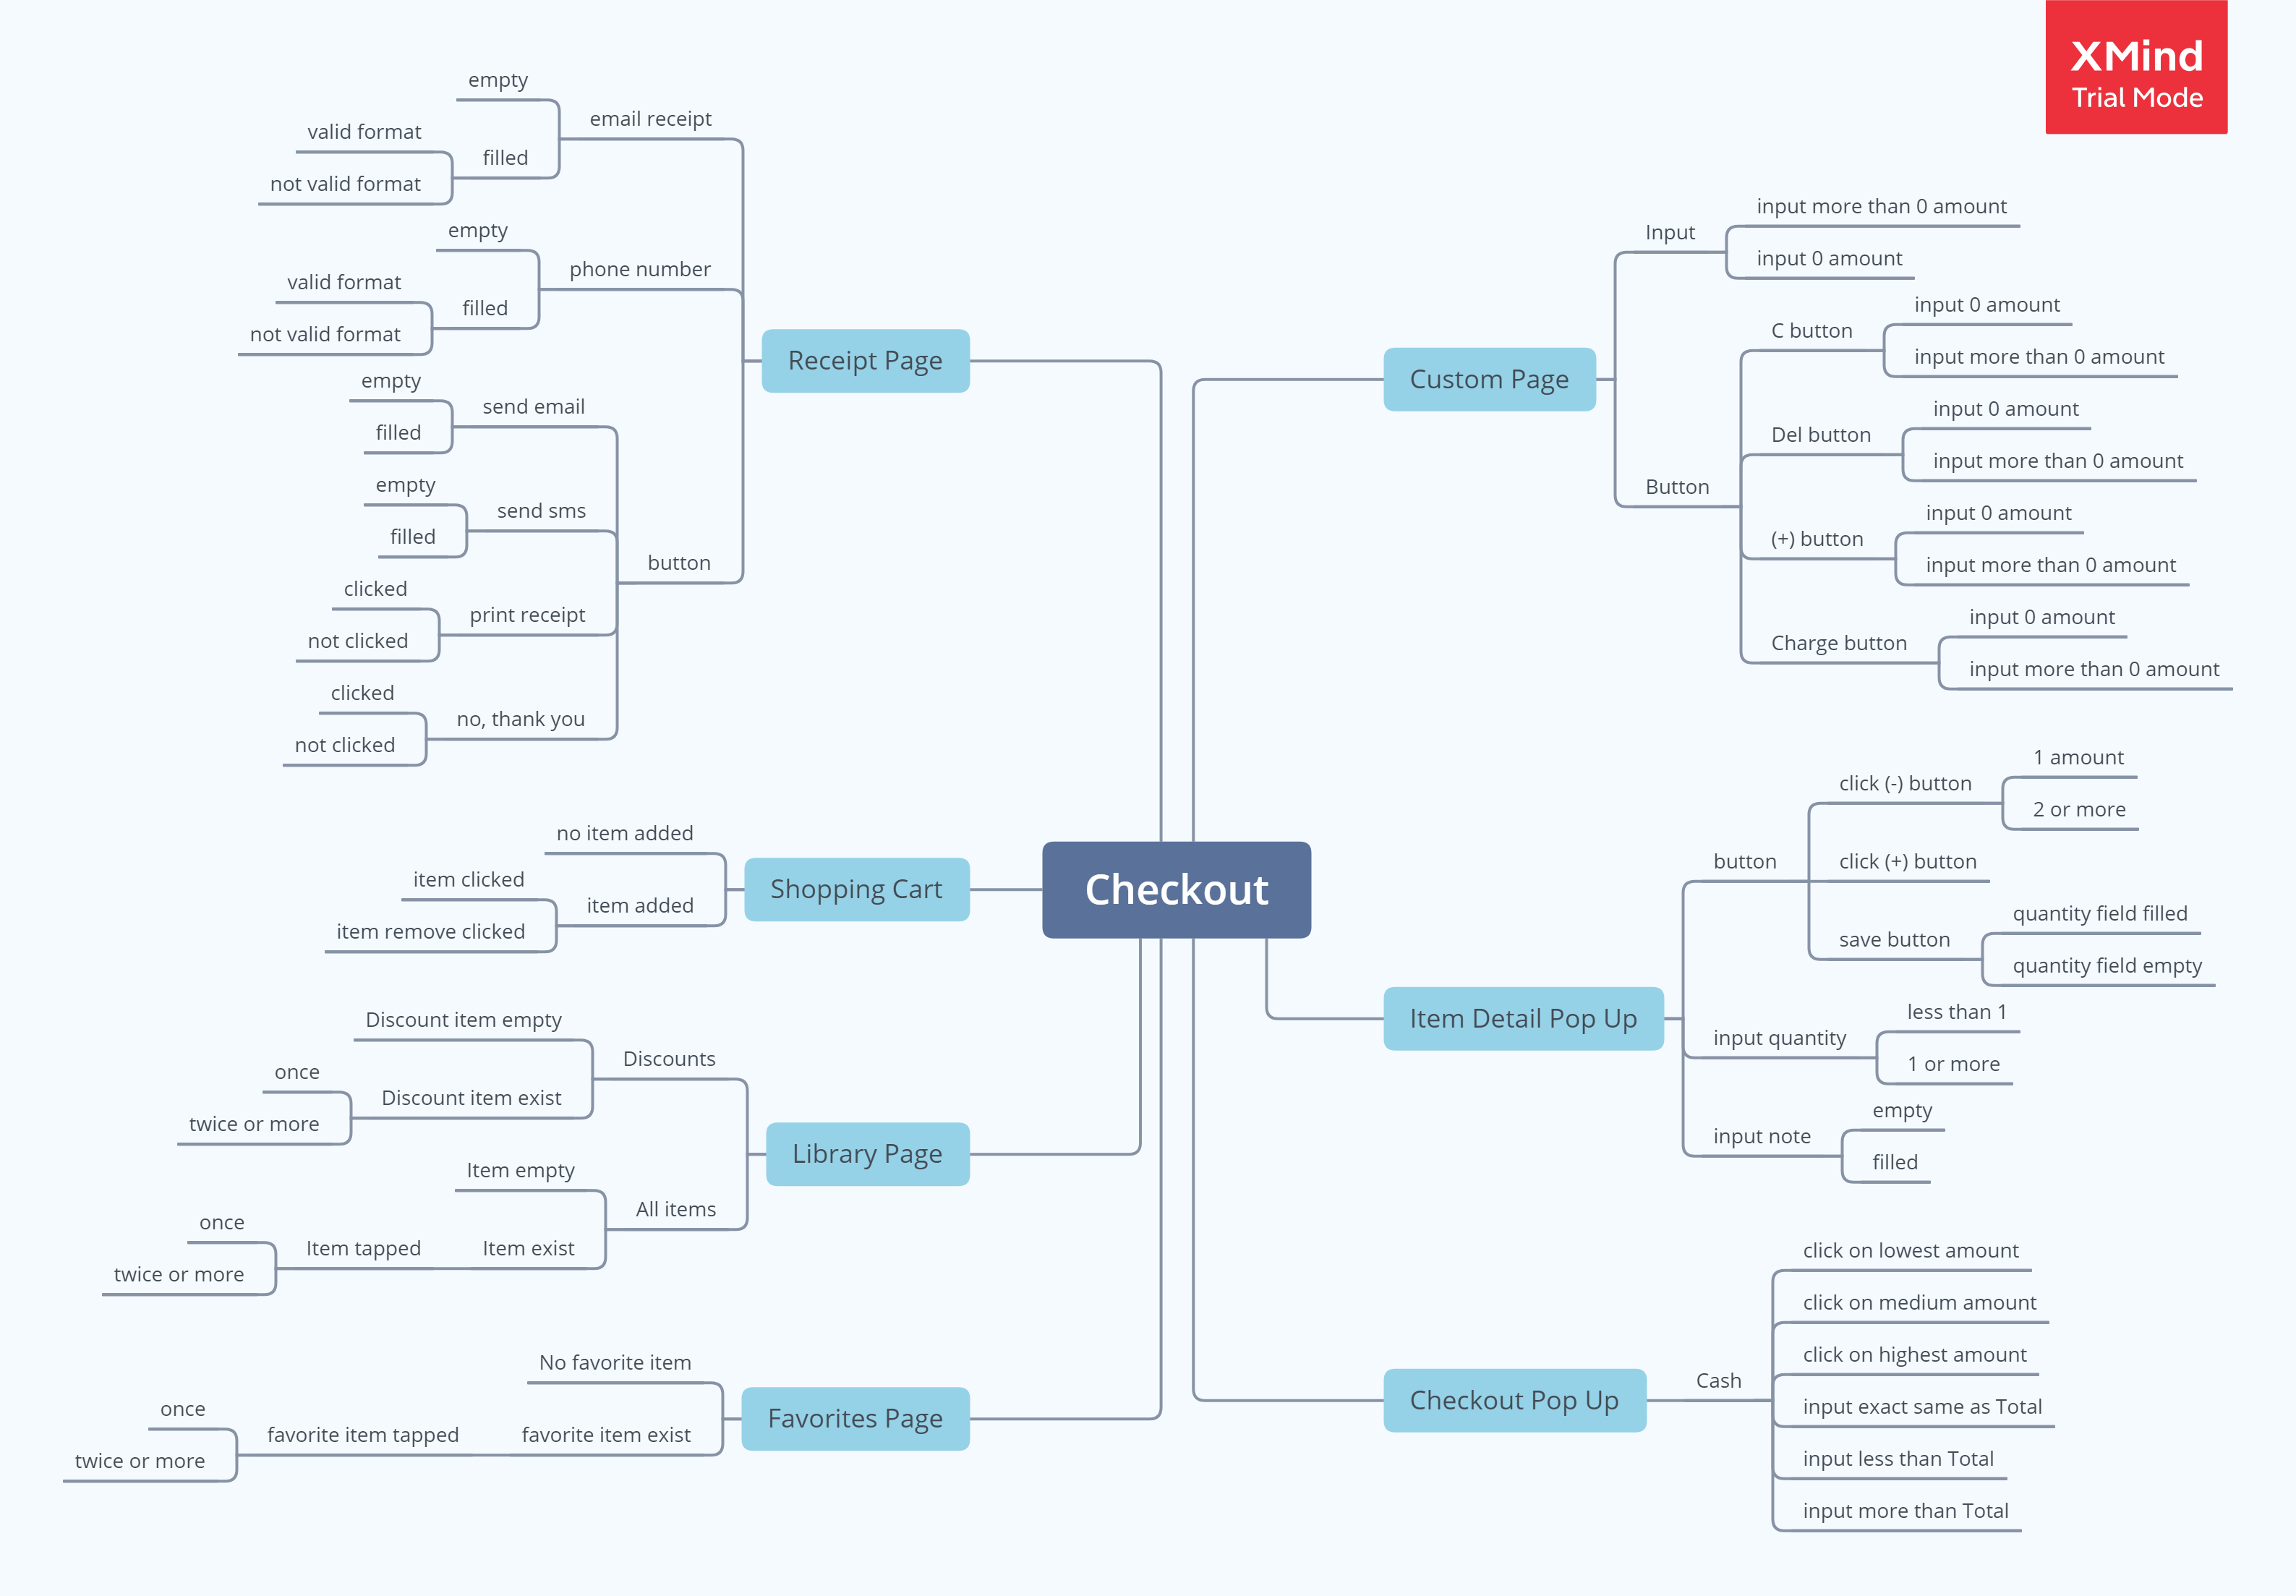 XMind
Trial Mode
Checkout
Custom Page
Input
input more than 0 amount
input 0 amount
Button
C button
input 0 amount
input more than 0 amount
Del button
input 0 amount
input more than 0 amount
(+) button
input 0 amount
input more than 0 amount
Charge button
input 0 amount
input more than 0 amount
Item Detail Pop Up
button
click (-) button
1 amount
2 or more
click (+) button
save button
quantity field filled
quantity field empty
input quantity
less than 1
1 or more
input note
empty
filled
Checkout Pop Up
Cash
click on lowest amount
click on medium amount
click on highest amount
input exact same as Total
input less than Total
input more than Total
Receipt Page
email receipt
empty
filled
valid format
not valid format
phone number
empty
filled
valid format
not valid format
button
send email
empty
filled
send sms
empty
filled
print receipt
clicked
not clicked
no, thank you
clicked
not clicked
Shopping Cart
no item added
item added
item clicked
item remove clicked
Library Page
Discounts
Discount item empty
Discount item exist
once
twice or more
All items
Item empty
Item exist
Item tapped
once
twice or more
Favorites Page
No favorite item
favorite item exist
favorite item tapped
once
twice or more